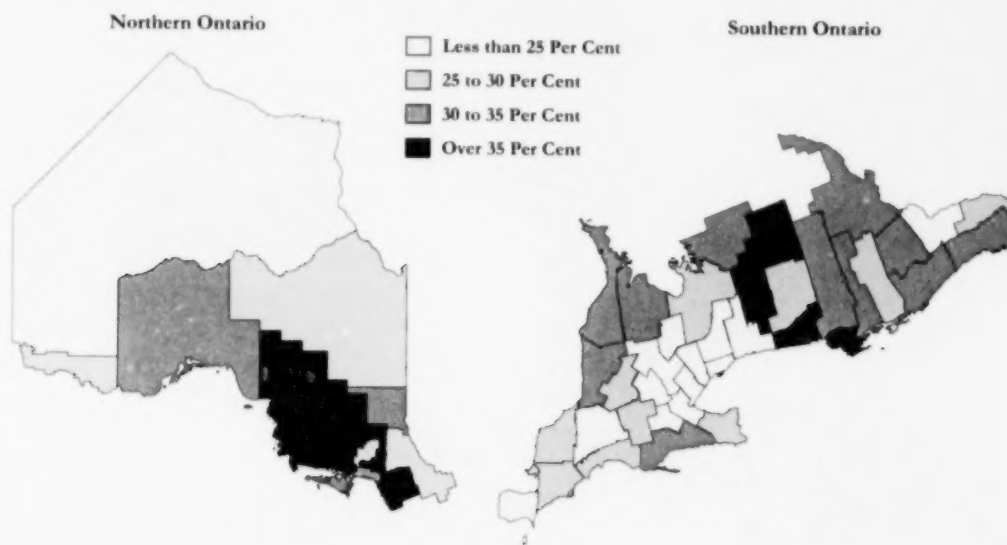 Northern Ontario
Less than 25 Per Cent
25 to 30 Per Cent
30 to 35 Per Cent
Over 35 Per Cent
Southern Ontario